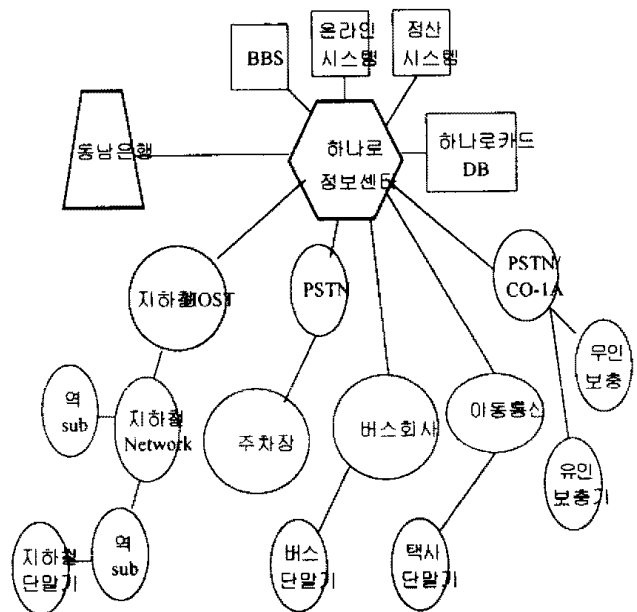 BBS
온라인
시스템
정산
시스템
동남은행
하나로
정보센터
하나로카드
DB
지하철HOST
PSTN
PSTN/
CO-1A
무인
보충
역
sub
지하철
Network
주차장
버스회사
이동통신
유인
보충기
지하철
단말기
역
sub
버스
단말기
택사
단말기